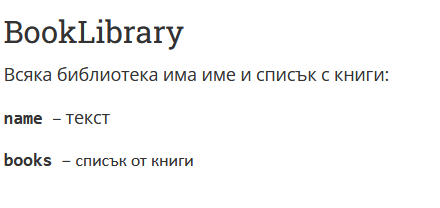 BookLibrary
Всяка библиотека има име и списък с книги:
name – текст
books – списък от книги